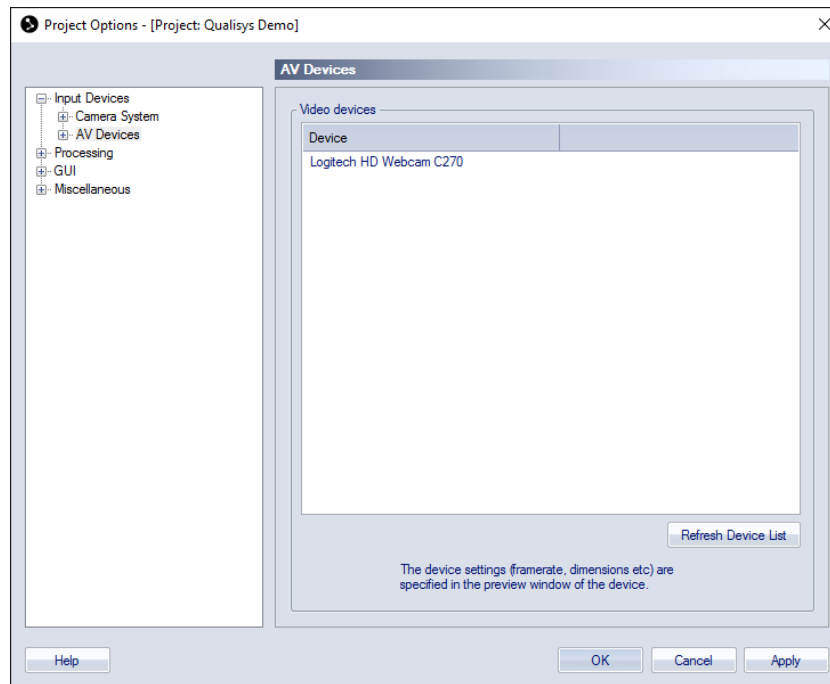 Project Options - [Project: Qualisys Demo]
AV Devices
Input Devices
Camera System
AV Devices
Processing
GUI
Miscellaneous
Video devices
Device
Logitech HD Webcam C270
Refresh Device List
The device settings (framerate, dimensions etc) are
specified in the preview window of the device.
Help
OK
Cancel
Apply